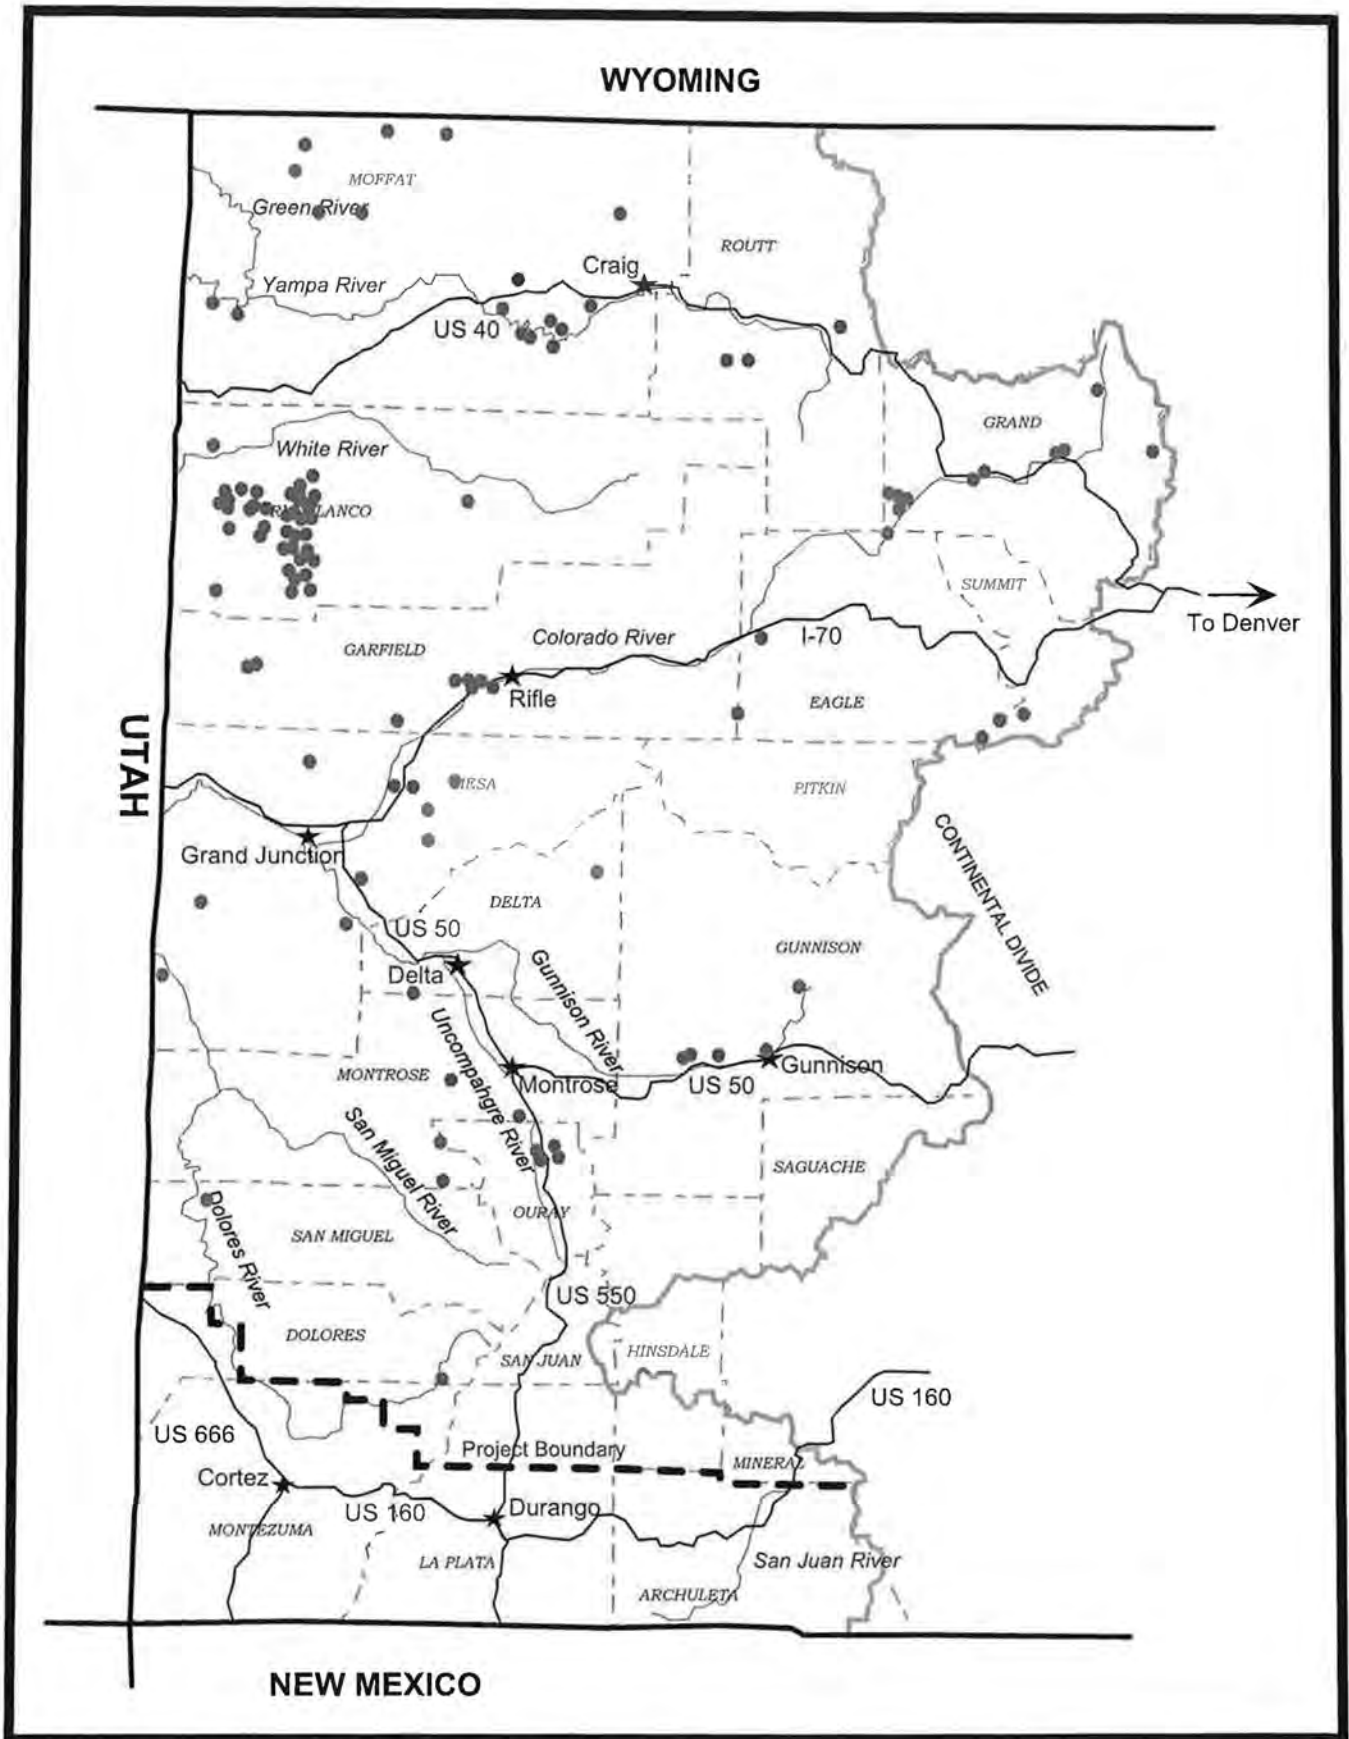 WYOMING
MOFFAT
Green River
ROUTT
Craig
Yampa River
US 40
GRAND
White River
RIO BLANCO
SUMMIT
To Denver
Colorado River
I-70
GARFIELD
Rifle
EAGLE
UTAH
MESA
PITKIN
Grand Junction
CONTINENTAL DIVIDE
DELTA
US 50
GUNNISON
Delta
Gunnison River
Uncompahgre River
MONTROSE
Montrose
US 50
Gunnison
San Miguel River
SAGUACHE
Dolores River
OURAY
SAN MIGUEL
US 550
DOLORES
SAN JUAN
HINSDALE
US 160
US 666
Project Boundary
MINERAL
Cortez
US 160
Durango
MONTEZUMA
LA PLATA
San Juan River
ARCHULETA
NEW MEXICO